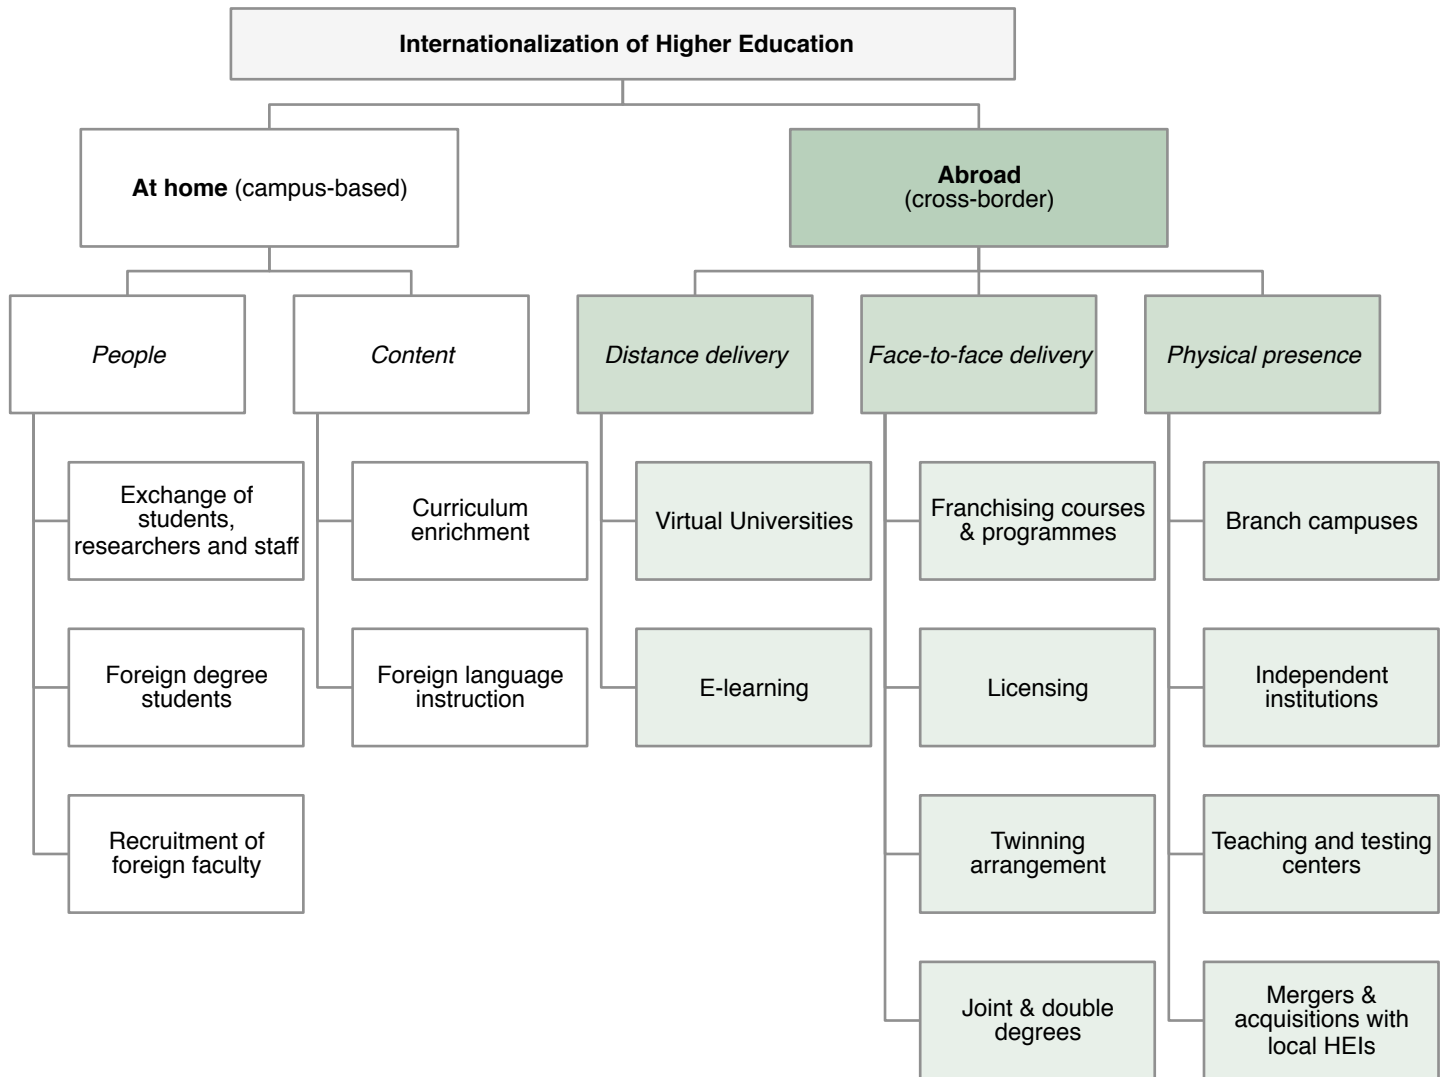 Internationalization of Higher Education
At home (campus-based)
Abroad
(cross-border)
People
Content
Distance delivery
Face-to-face delivery
Physical presence
Exchange of
students,
researchers and staff
Curriculum
enrichment
Virtual Universities
Franchising courses
& programmes
Branch campuses
Foreign degree
students
Foreign language
instruction
E-learning
Licensing
Independent
institutions
Recruitment of
foreign faculty
Twinning
arrangement
Teaching and testing
centers
Joint & double
degrees
Mergers &
acquisitions with
local HEIs